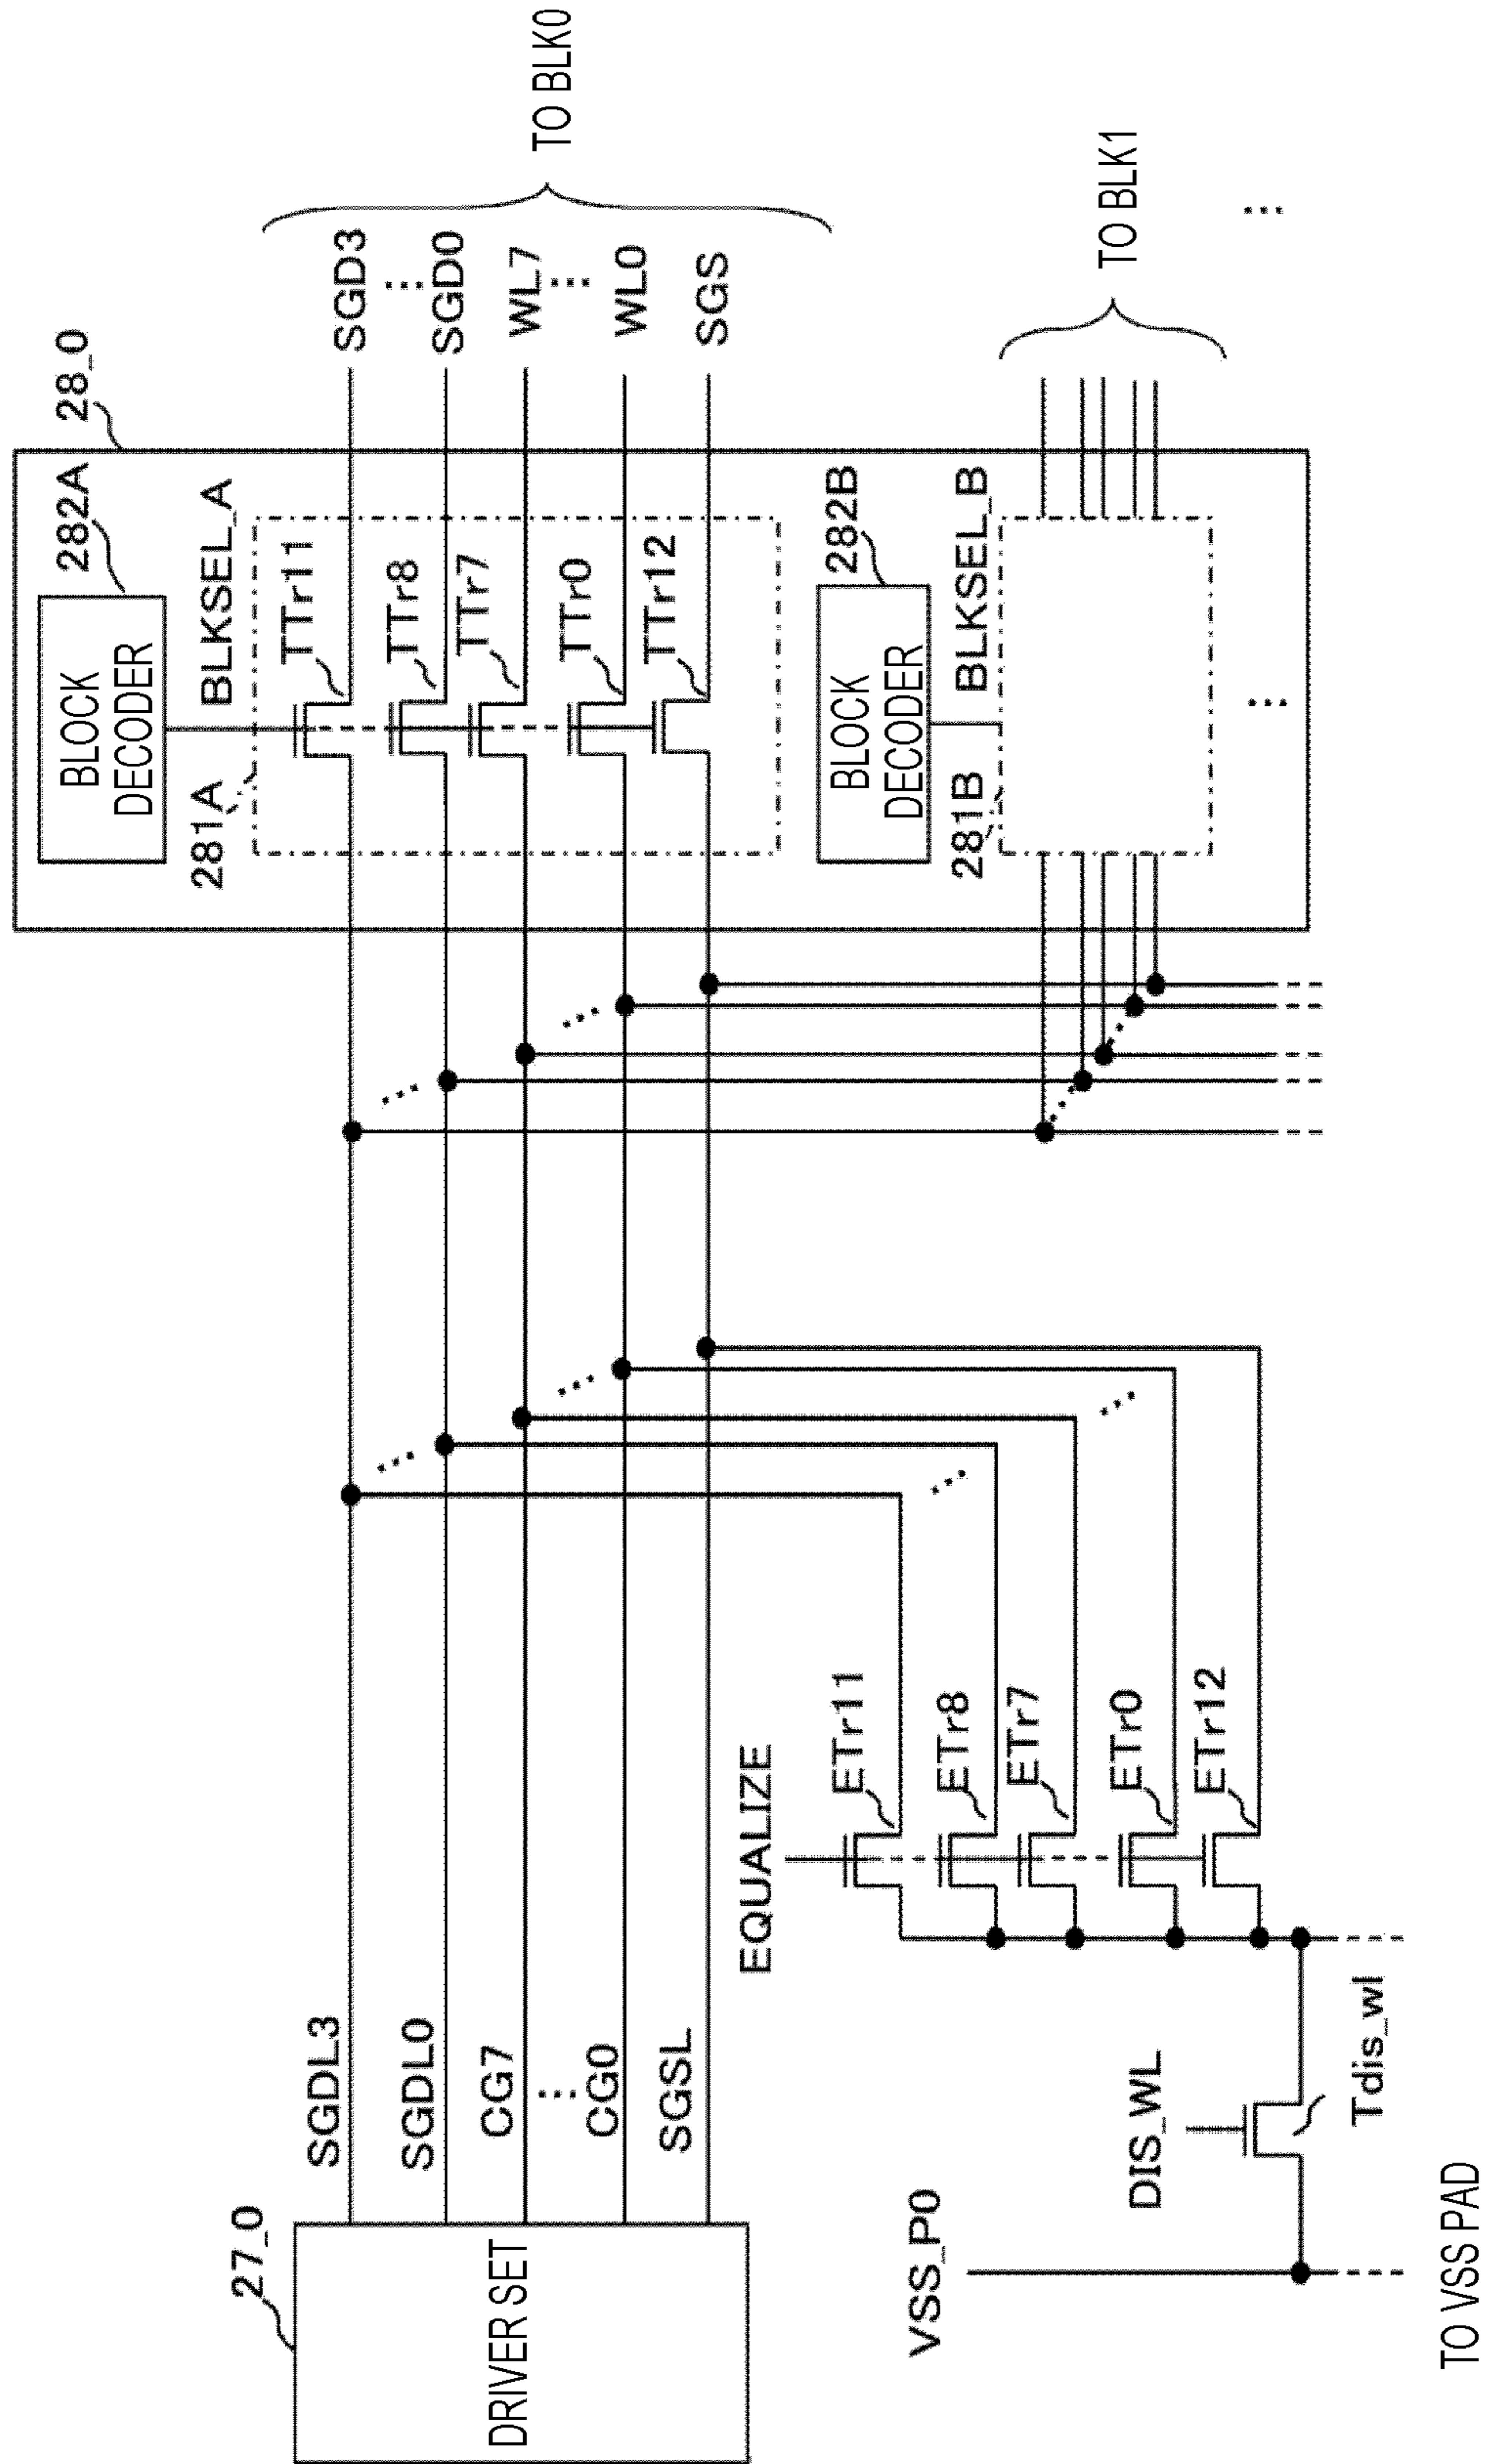 27_0
DRIVER SET
SGDL3
SGDL0
CG7
⋮
CG0
SGSL
28_0
BLOCK
DECODER
282A
BLKSEL_A
281A
TTr11
TTr8
TTr7
TTr0
TTr12
SGD3
⋮
SGD0
WL7
⋮
WL0
SGS
TO BLK0
BLOCK
DECODER
282B
BLKSEL_B
281B
TO BLK1
EQUALIZE
ETr11
ETr8
ETr7
ETr0
ETr12
VSS_P0
DIS_WL
Tdis_wl
TO VSS PAD